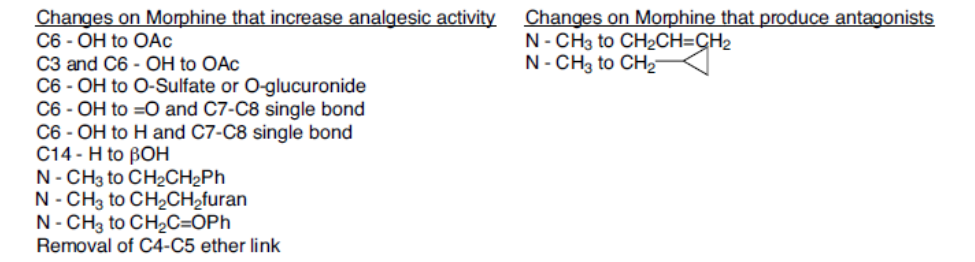 Changes on Morphine that increase analgesic activity
C6 - OH to OAc
C3 and C6 - OH to OAc
C6 - OH to O-Sulfate or O-glucuronide
C6 - OH to =O and C7-C8 single bond
C6 - OH to H and C7-C8 single bond
C14 - H to βOH
N - CH₃ to CH₂CH₂Ph
N - CH₃ to CH₂CH₂furan
N - CH₃ to CH₂C=OPh
Removal of C4-C5 ether link
Changes on Morphine that produce antagonists
N - CH₃ to CH₂CH=CH₂
N - CH₃ to CH₂